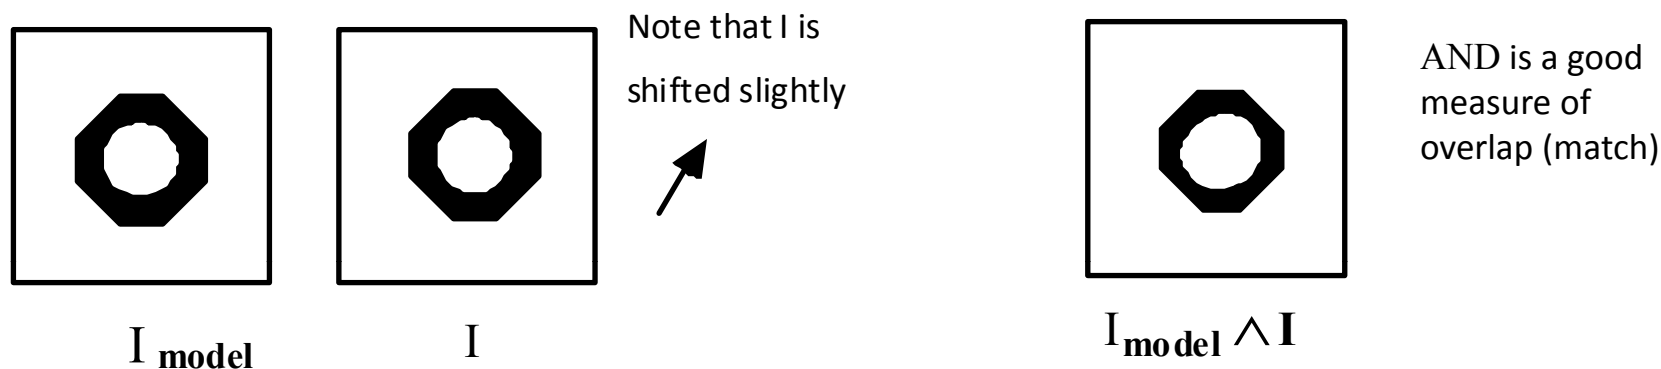 Note that I is
shifted slightly
AND is a good
measure of
overlap (match)
I model
I
I model ∧ I